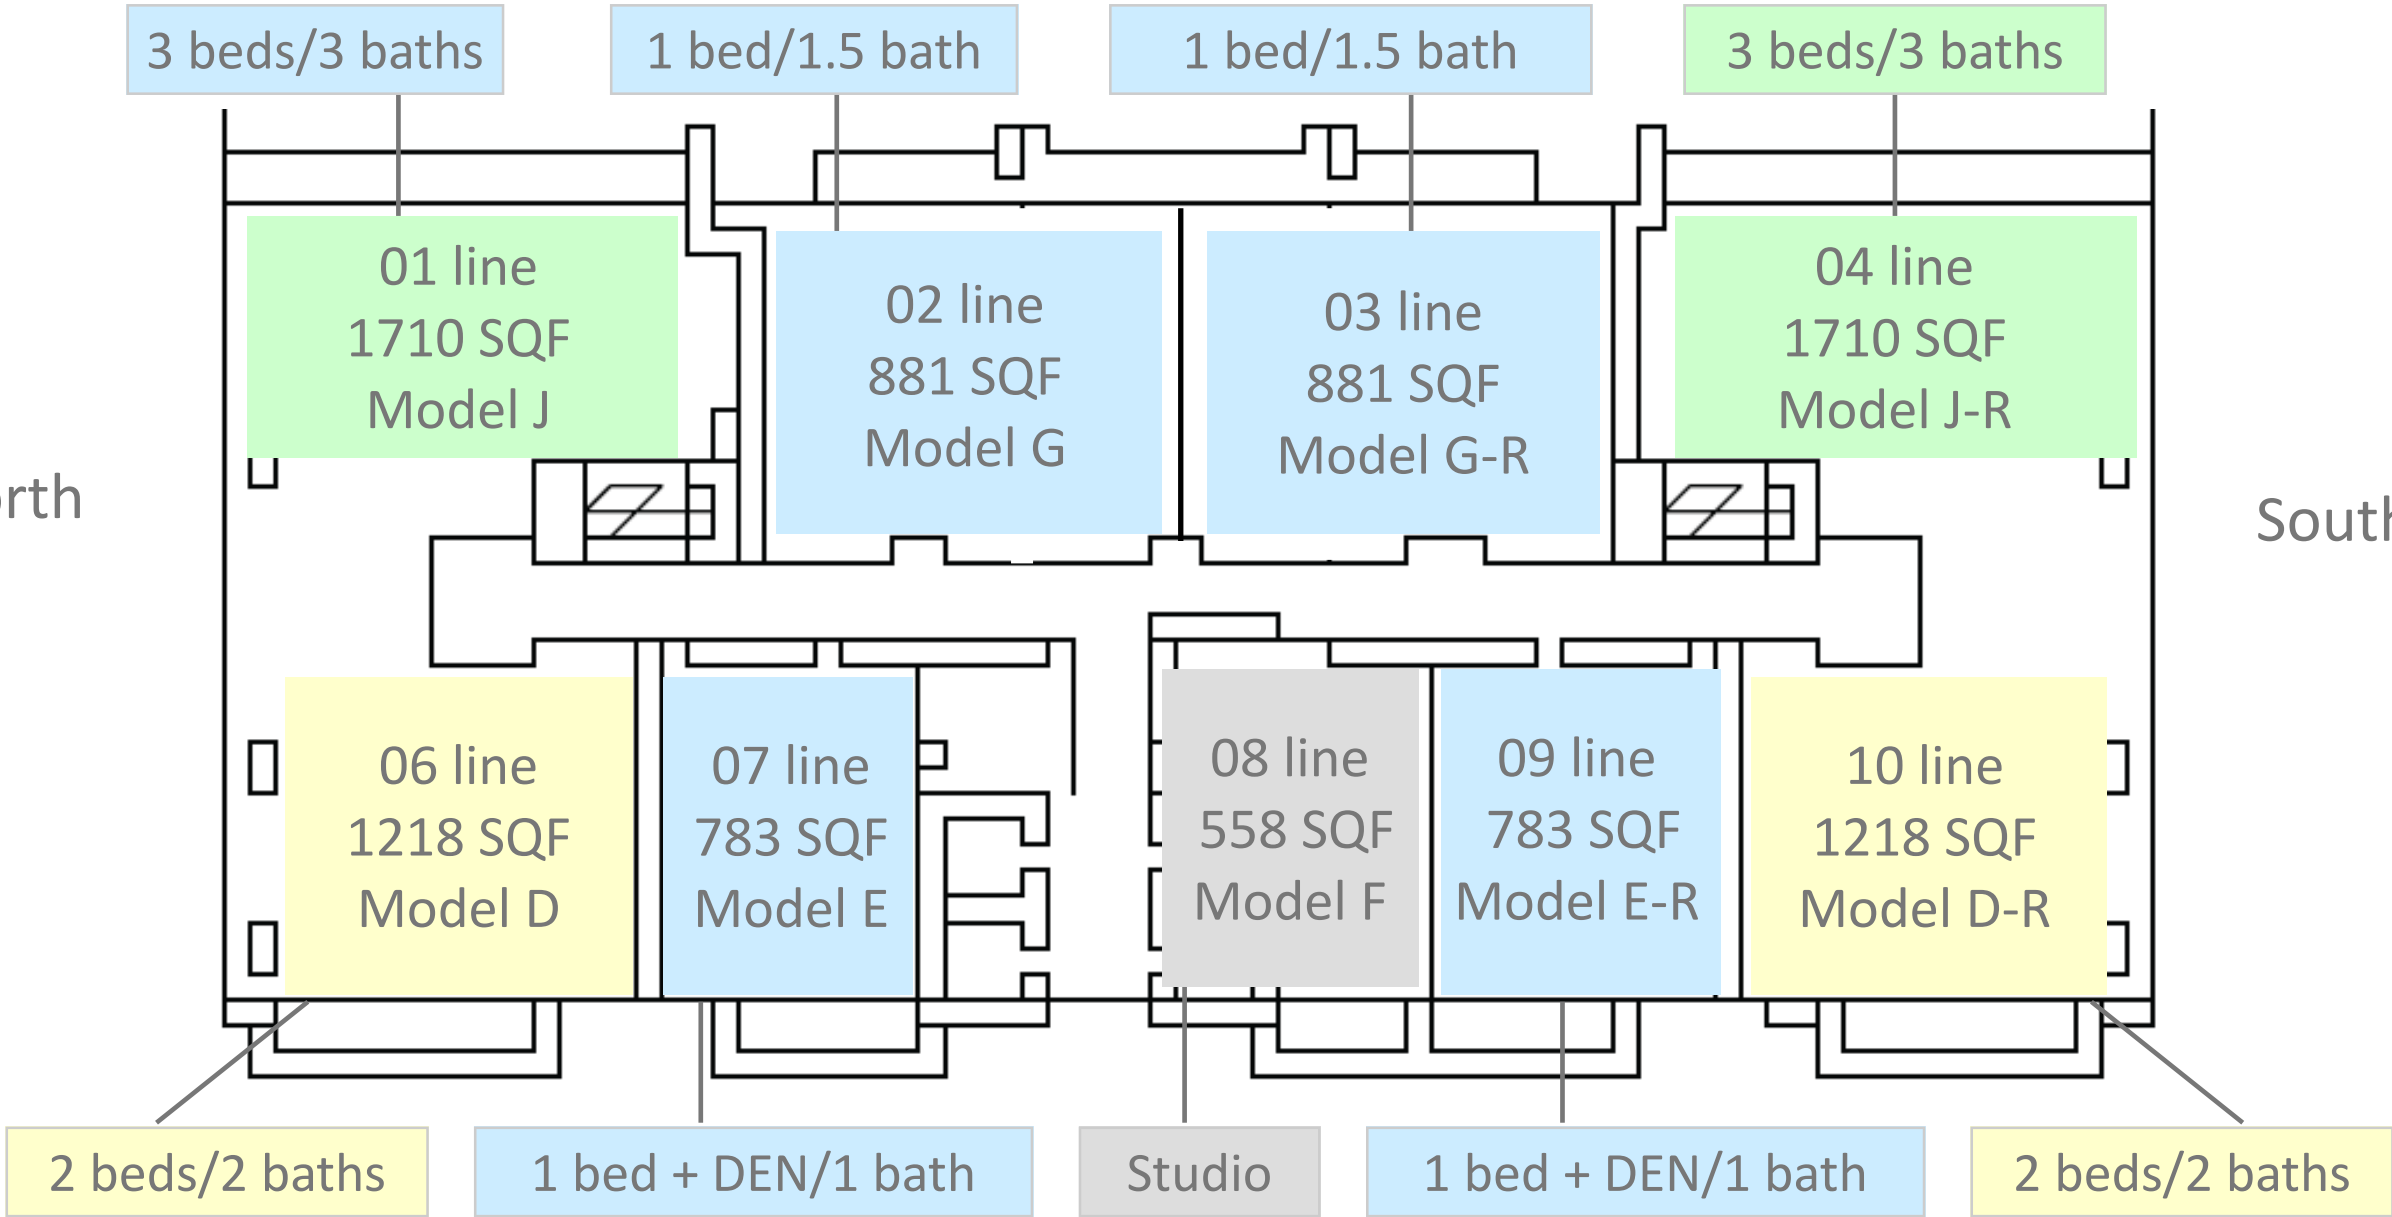 3 beds/3 baths
1 bed/1.5 bath
1 bed/1.5 bath
3 beds/3 baths
01 line
1710 SQF
Model J
02 line
881 SQF
Model G
03 line
881 SQF
Model G-R
04 line
1710 SQF
Model J-R
rth
South
06 line
1218 SQF
Model D
07 line
783 SQF
Model E
08 line
558 SQF
Model F
09 line
783 SQF
Model E-R
10 line
1218 SQF
Model D-R
2 beds/2 baths
1 bed + DEN/1 bath
Studio
1 bed + DEN/1 bath
2 beds/2 baths